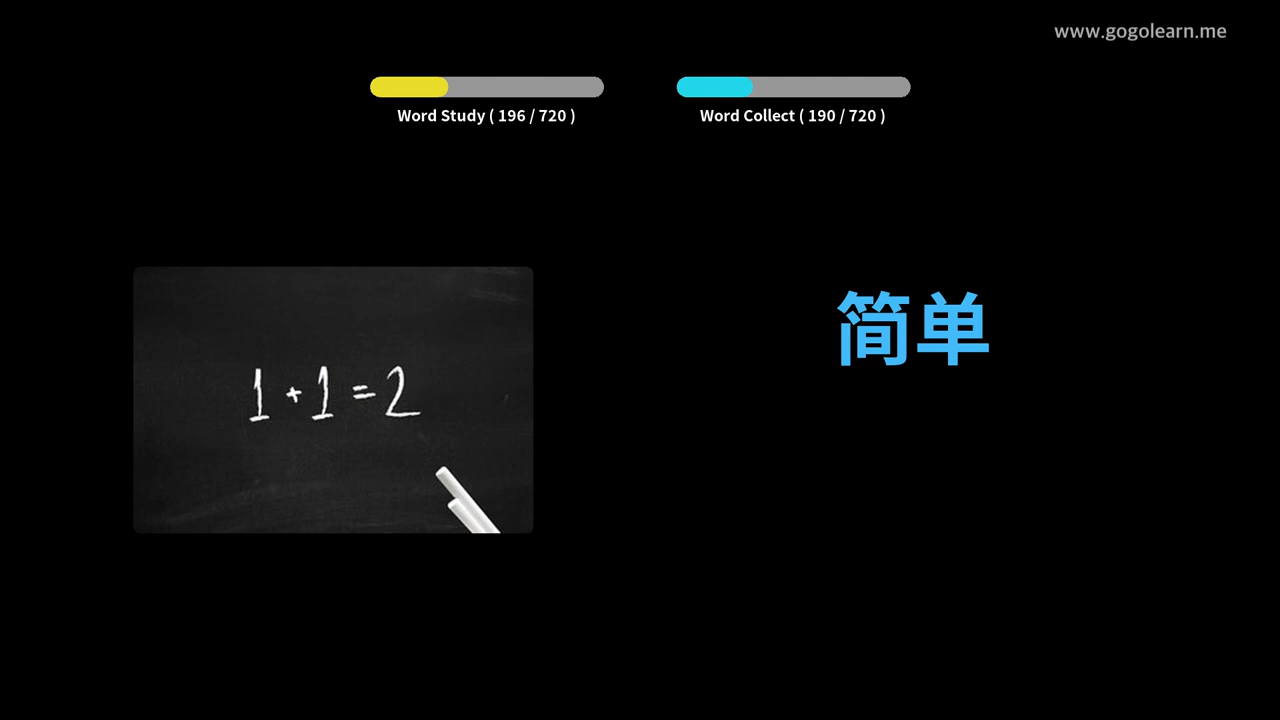 www.gogolearn.me
Word Study ( 196 / 720 )
Word Collect ( 190 / 720 )
简单
1 + 1 = 2